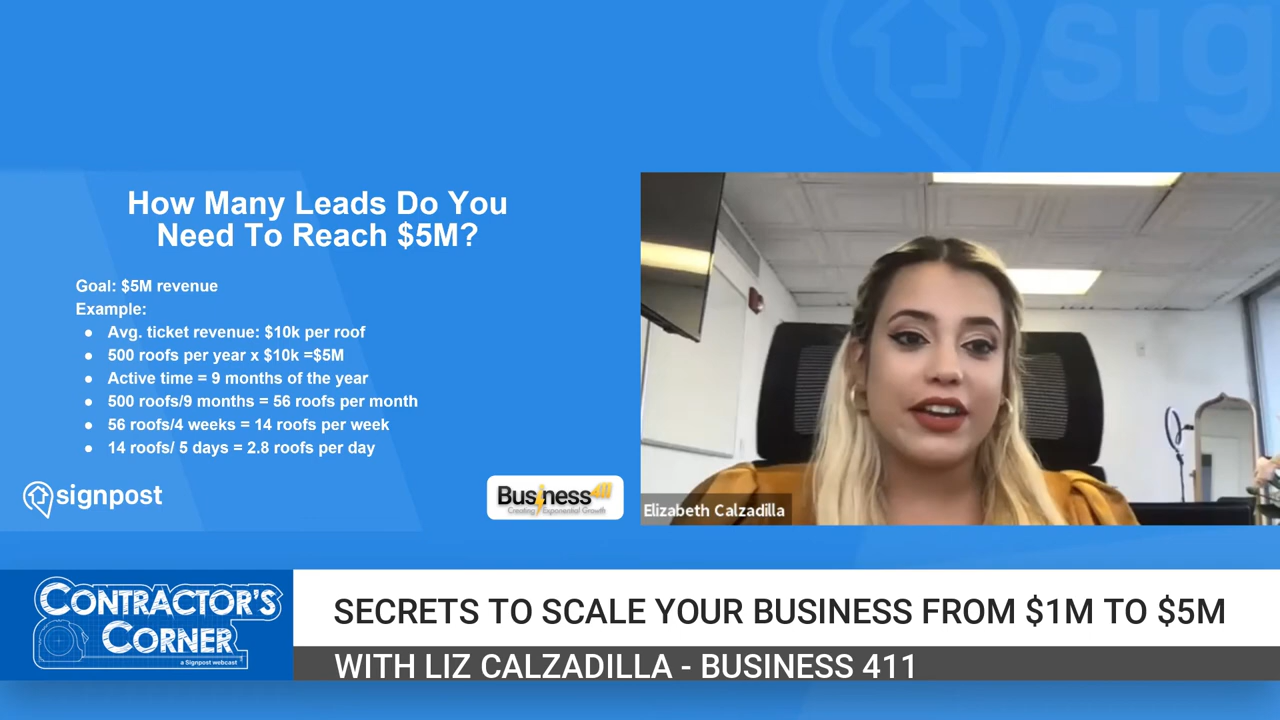 sig
How Many Leads Do You
Need To Reach $5M?
Goal: $5M revenue
Example:
● Avg. ticket revenue: $10k per roof
● 500 roofs per year x $10k =$5M
● Active time = 9 months of the year
● 500 roofs/9 months = 56 roofs per month
● 56 roofs/4 weeks = 14 roofs per week
● 14 roofs/ 5 days = 2.8 roofs per day
signpost
Business 411
Creating Exponential Growth
Elizabeth Calzadilla
CONTRACTOR'S
CORNER
a Signpost webcast
SECRETS TO SCALE YOUR BUSINESS FROM $1M TO $5M
WITH LIZ CALZADILLA - BUSINESS 411